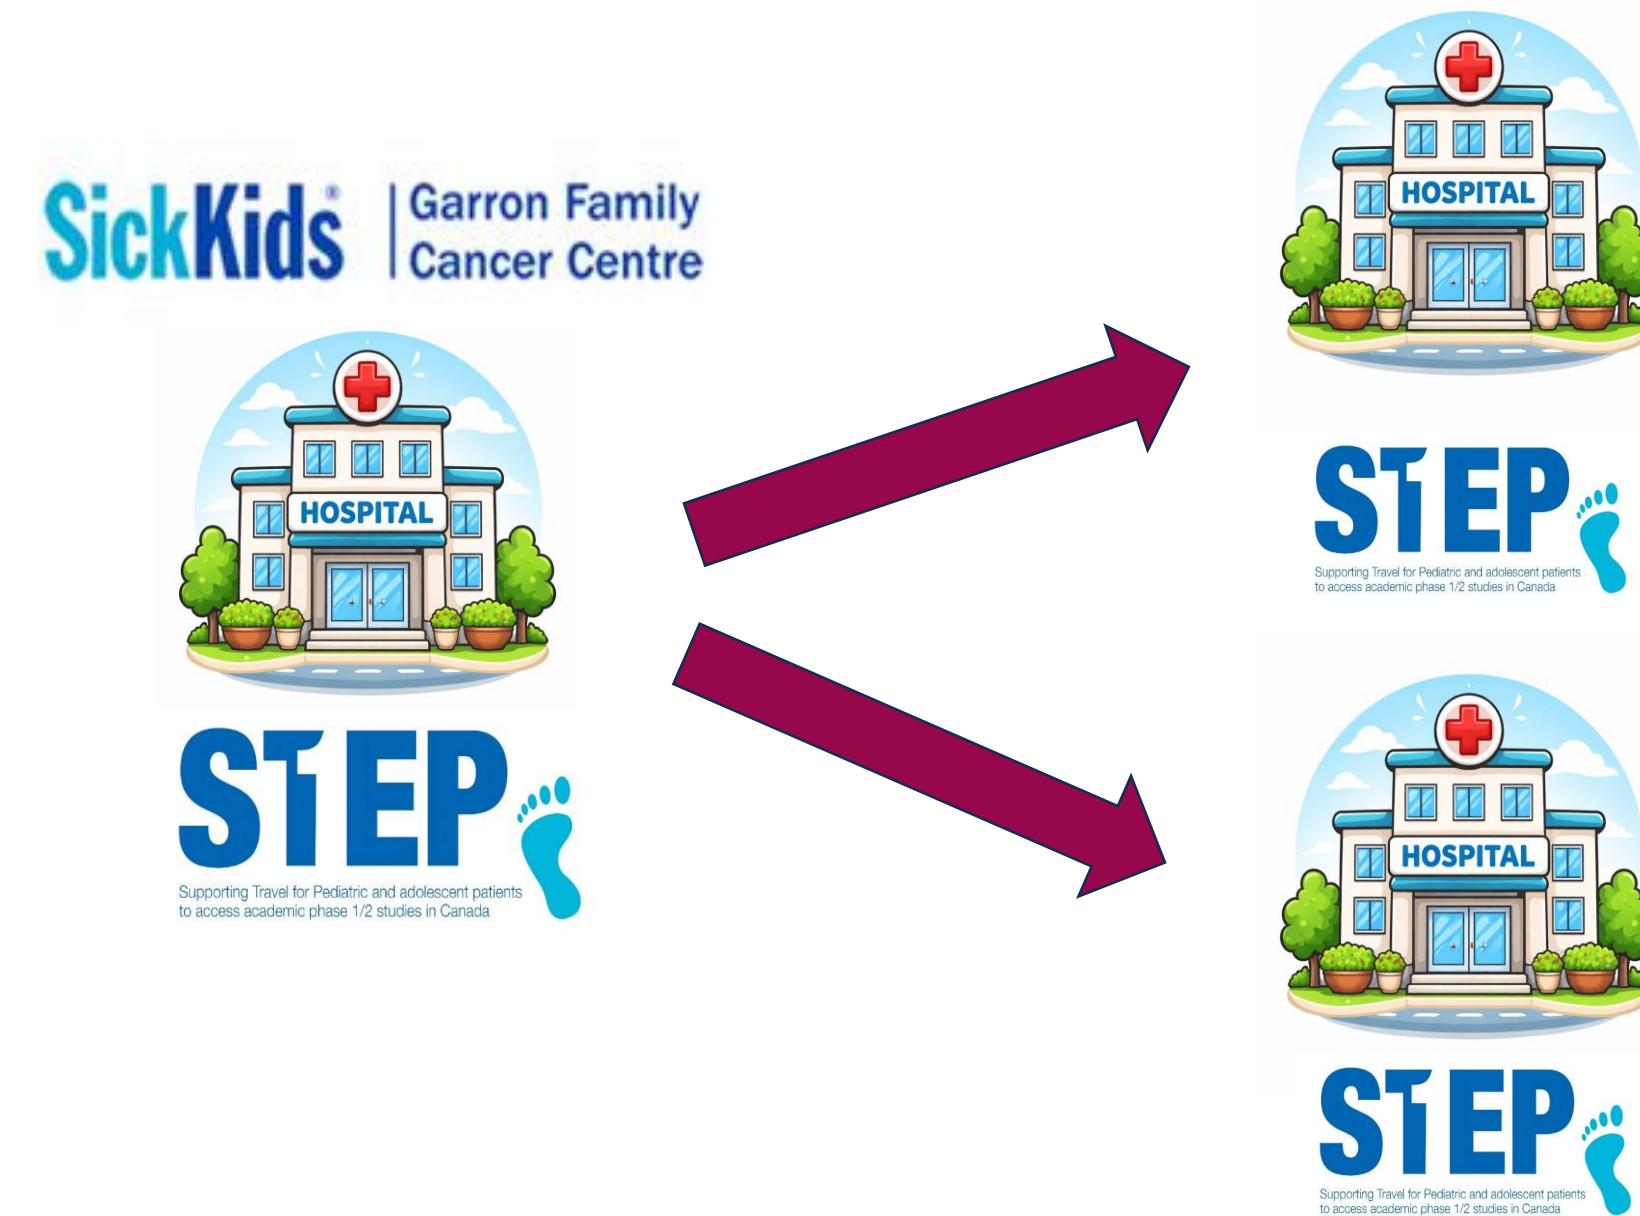 SickKids®
Garron Family
Cancer Centre
HOSPITAL
STEP
Supporting Travel for Pediatric and adolescent patients
to access academic phase 1/2 studies in Canada
HOSPITAL
STEP
Supporting Travel for Pediatric and adolescent patients
to access academic phase 1/2 studies in Canada
HOSPITAL
STEP
Supporting Travel for Pediatric and adolescent patients
to access academic phase 1/2 studies in Canada